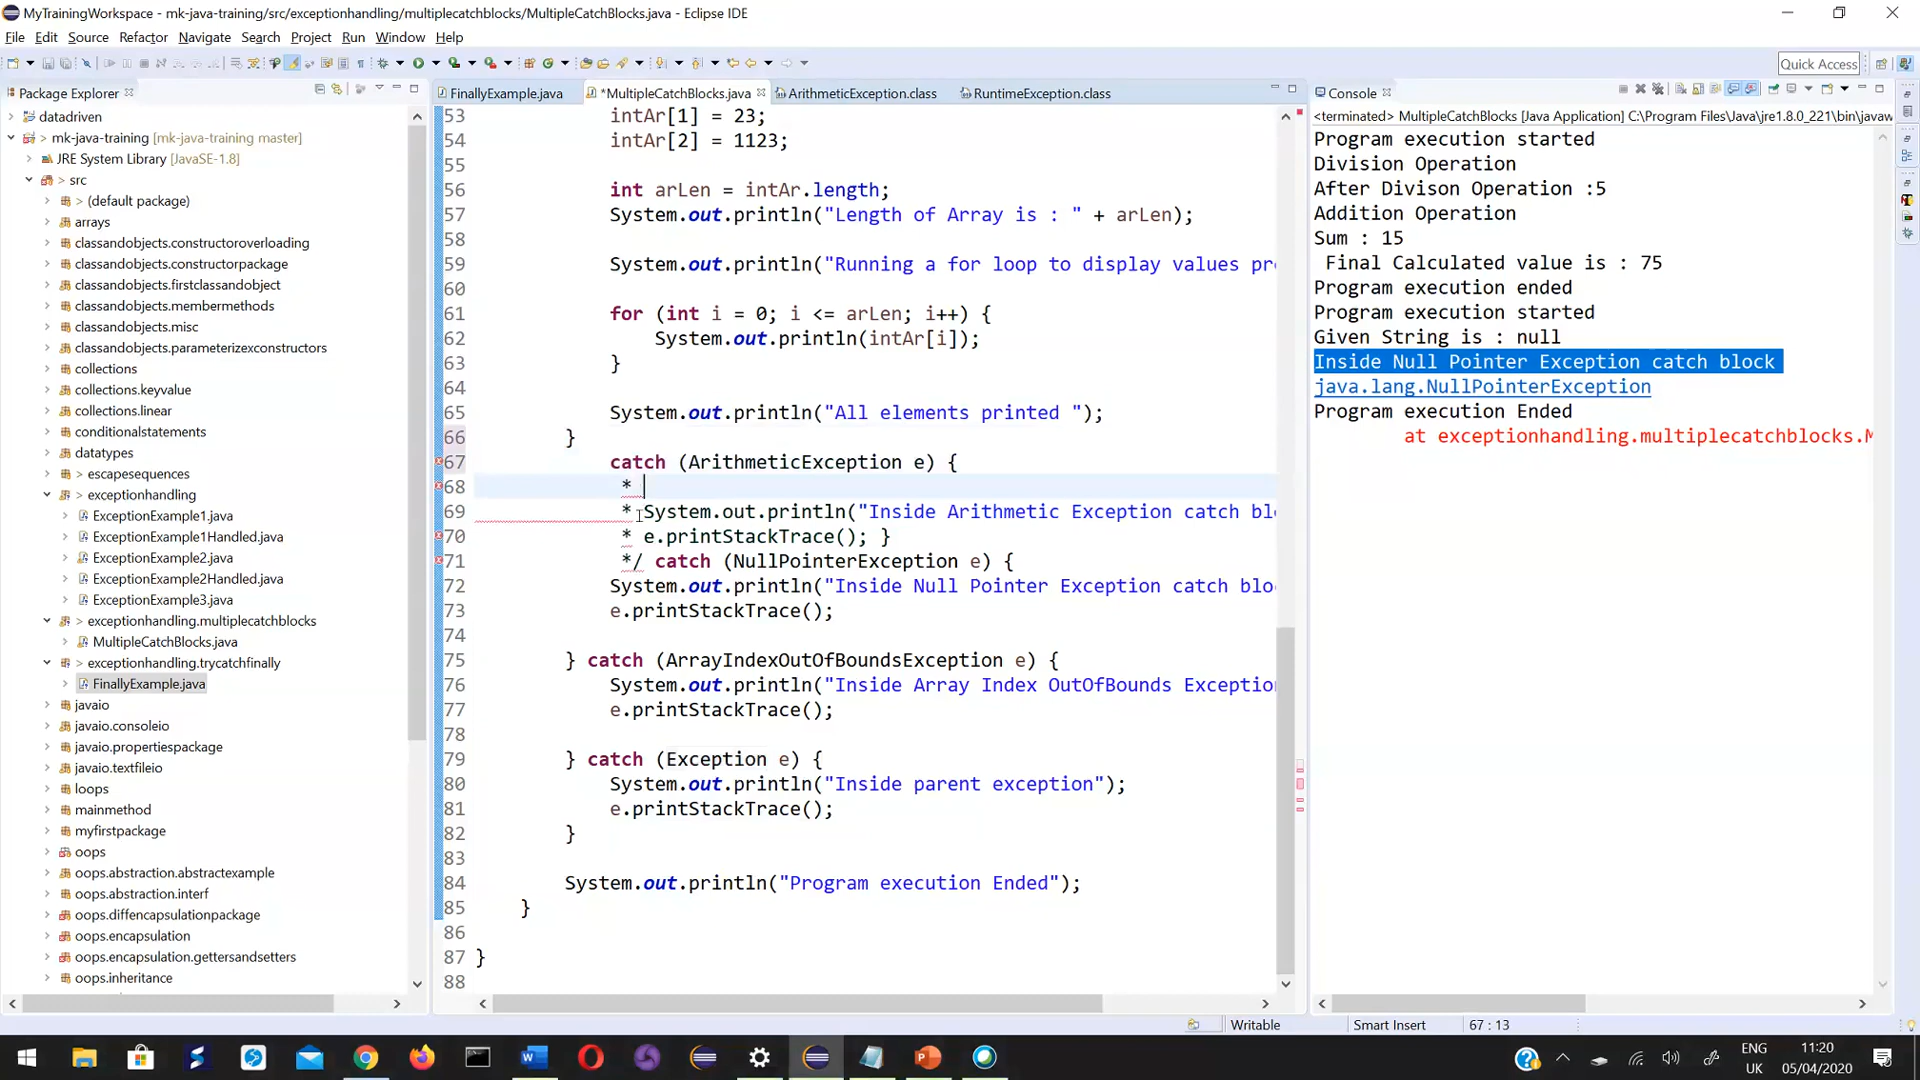 MyTrainingWorkspace - mk-java-training/src/exceptionhandling/multiplecatchblocks/MultipleCatchBlocks.java - Eclipse IDE
File Edit Source Refactor Navigate Search Project Run Window Help
Quick Access
Package Explorer
datadriven
mk-java-training [mk-java-training master]
JRE System Library [JavaSE-1.8]
> src
> (default package)
arrays
classandobjects.constructoroverloading
classandobjects.constructorpackage
classandobjects.firstclassandobject
classandobjects.membermethods
classandobjects.misc
classandobjects.parameterizexconstructors
collections
collections.keyvalue
collections.linear
conditionalstatements
datatypes
> escapesequences
> exceptionhandling
ExceptionExample1.java
ExceptionExample1Handled.java
ExceptionExample2.java
ExceptionExample2Handled.java
ExceptionExample3.java
> exceptionhandling.multiplecatchblocks
MultipleCatchBlocks.java
> exceptionhandling.trycatchfinally
FinallyExample.java
javaio
javaio.consoleio
javaio.propertiespackage
javaio.textfileio
loops
mainmethod
myfirstpackage
oops
oops.abstraction.abstractexample
oops.abstraction.interf
oops.diffencapsulationpackage
oops.encapsulation
oops.encapsulation.gettersandsetters
oops.inheritance
FinallyExample.java *MultipleCatchBlocks.java ArithmeticException.class RuntimeException.class
53 intAr[1] = 23;
54 intAr[2] = 1123;
55
56 int arLen = intAr.length;
57 System.out.println("Length of Array is : " + arLen);
58
59 System.out.println("Running a for loop to display values pr
60
61 for (int i = 0; i <= arLen; i++) {
62 System.out.println(intAr[i]);
63 }
64
65 System.out.println("All elements printed ");
66 }
67 catch (ArithmeticException e) {
68 *
69 * System.out.println("Inside Arithmetic Exception catch bl
70 * e.printStackTrace(); }
71 */ catch (NullPointerException e) {
72 System.out.println("Inside Null Pointer Exception catch blo
73 e.printStackTrace();
74
75 } catch (ArrayIndexOutOfBoundsException e) {
76 System.out.println("Inside Array Index OutOfBounds Exceptio
77 e.printStackTrace();
78
79 } catch (Exception e) {
80 System.out.println("Inside parent exception");
81 e.printStackTrace();
82 }
83
84 System.out.println("Program execution Ended");
85 }
86
87 }
88
Console
<terminated> MultipleCatchBlocks [Java Application] C:\Program Files\Java\jre1.8.0_221\bin\javaw
Program execution started
Division Operation
After Divison Operation :5
Addition Operation
Sum : 15
Final Calculated value is : 75
Program execution ended
Program execution started
Given String is : null
Inside Null Pointer Exception catch block
java.lang.NullPointerException
Program execution Ended
at exceptionhandling.multiplecatchblocks.M
Writable Smart Insert 67 : 13
ENG
UK
11:20
05/04/2020